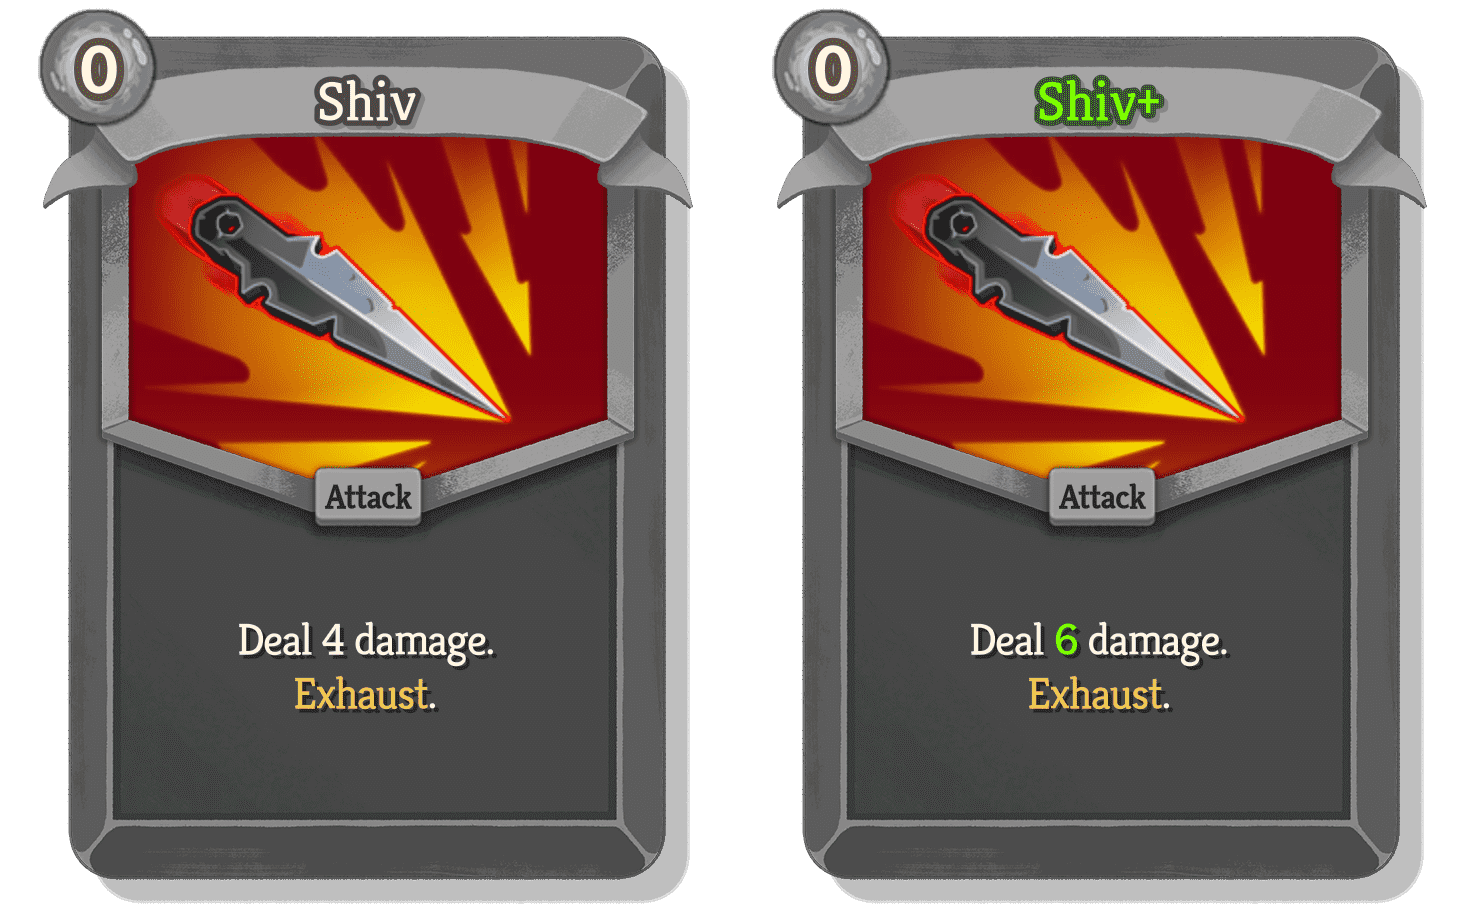 0
Shiv
Attack
Deal 4 damage.
Exhaust.
0
Shiv+
Attack
Deal 6 damage.
Exhaust.